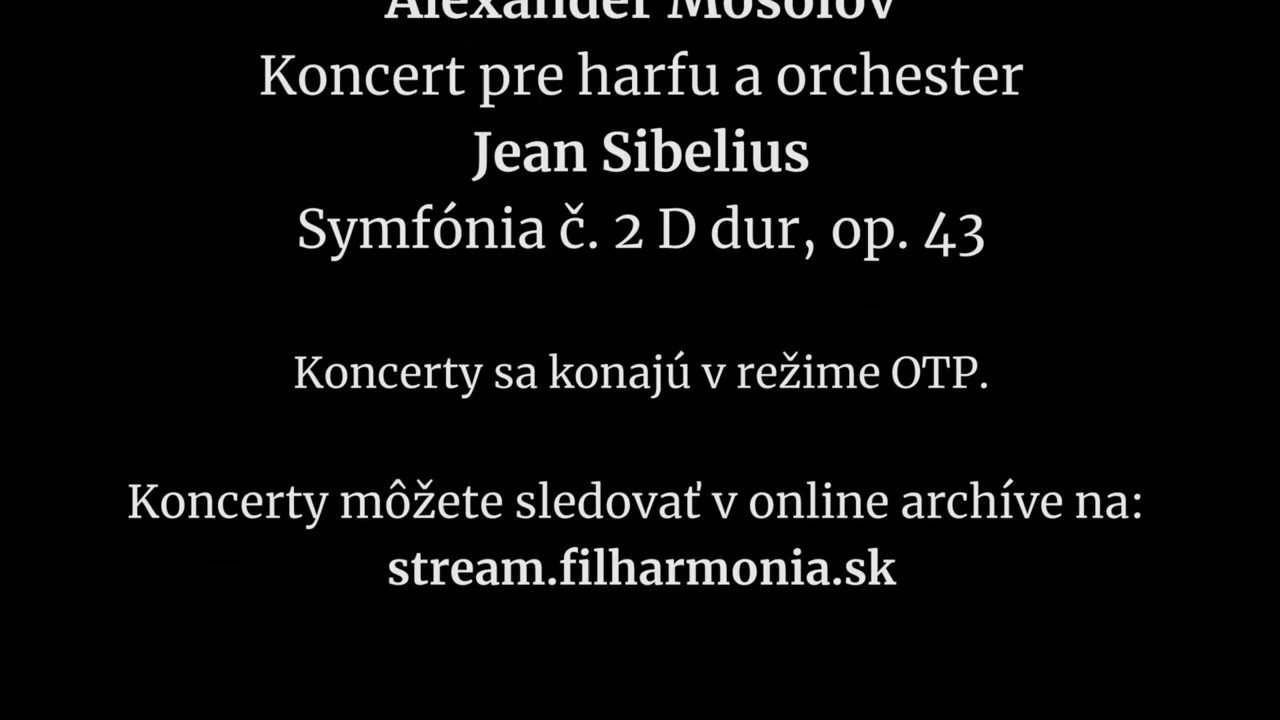 Alexander Mosolov
Koncert pre harfu a orchester
Jean Sibelius
Symfónia č. 2 D dur, op. 43
Koncerty sa konajú v režime OTP.
Koncerty môžete sledovať v online archíve na:
stream.filharmonia.sk